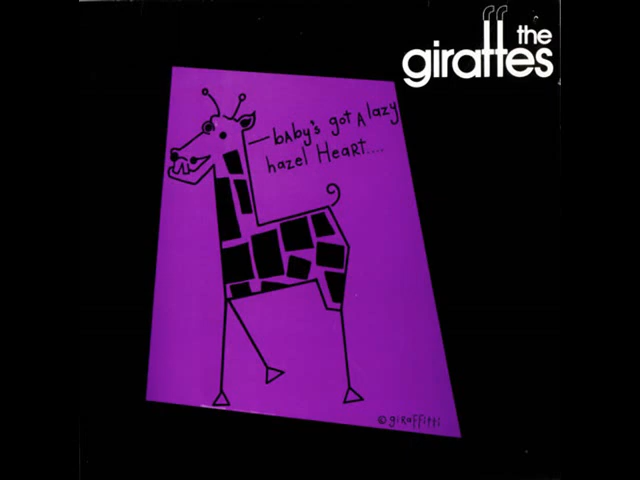 the
giraffes
baby's got a lazy
hazel Heart....
© giraffitti